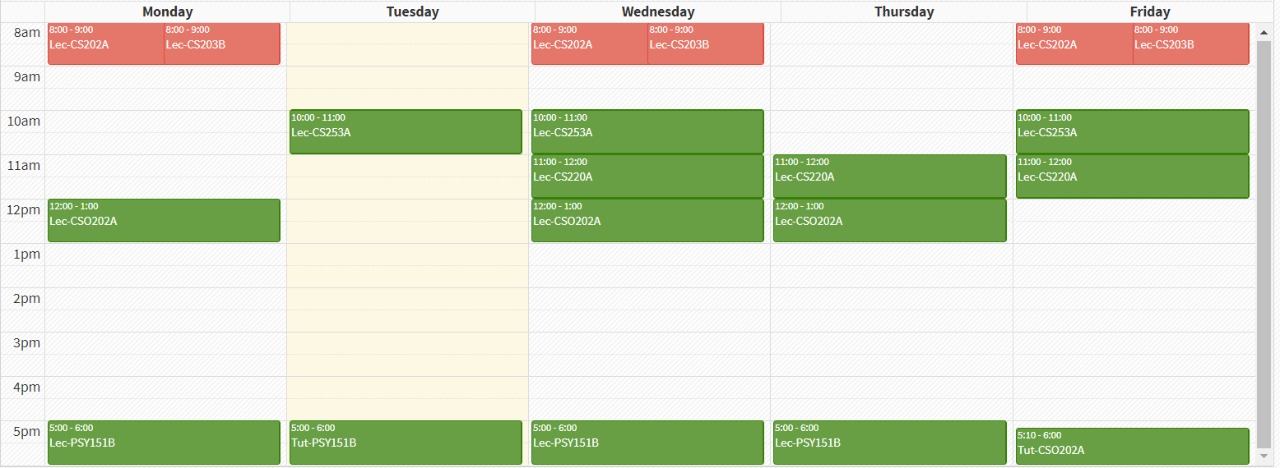 Monday Tuesday Wednesday Thursday Friday
8am
8:00 - 9:00
Lec-CS202A
8:00 - 9:00
Lec-CS203B
8:00 - 9:00
Lec-CS202A
8:00 - 9:00
Lec-CS203B
8:00 - 9:00
Lec-CS202A
8:00 - 9:00
Lec-CS203B
9am
10am
10:00 - 11:00
Lec-CS253A
10:00 - 11:00
Lec-CS253A
10:00 - 11:00
Lec-CS253A
11am
11:00 - 12:00
Lec-CS220A
11:00 - 12:00
Lec-CS220A
11:00 - 12:00
Lec-CS220A
12pm
12:00 - 1:00
Lec-CSO202A
12:00 - 1:00
Lec-CSO202A
12:00 - 1:00
Lec-CSO202A
1pm
2pm
3pm
4pm
5pm
5:00 - 6:00
Lec-PSY151B
5:00 - 6:00
Tut-PSY151B
5:00 - 6:00
Lec-PSY151B
5:00 - 6:00
Lec-PSY151B
5:10 - 6:00
Tut-CSO202A